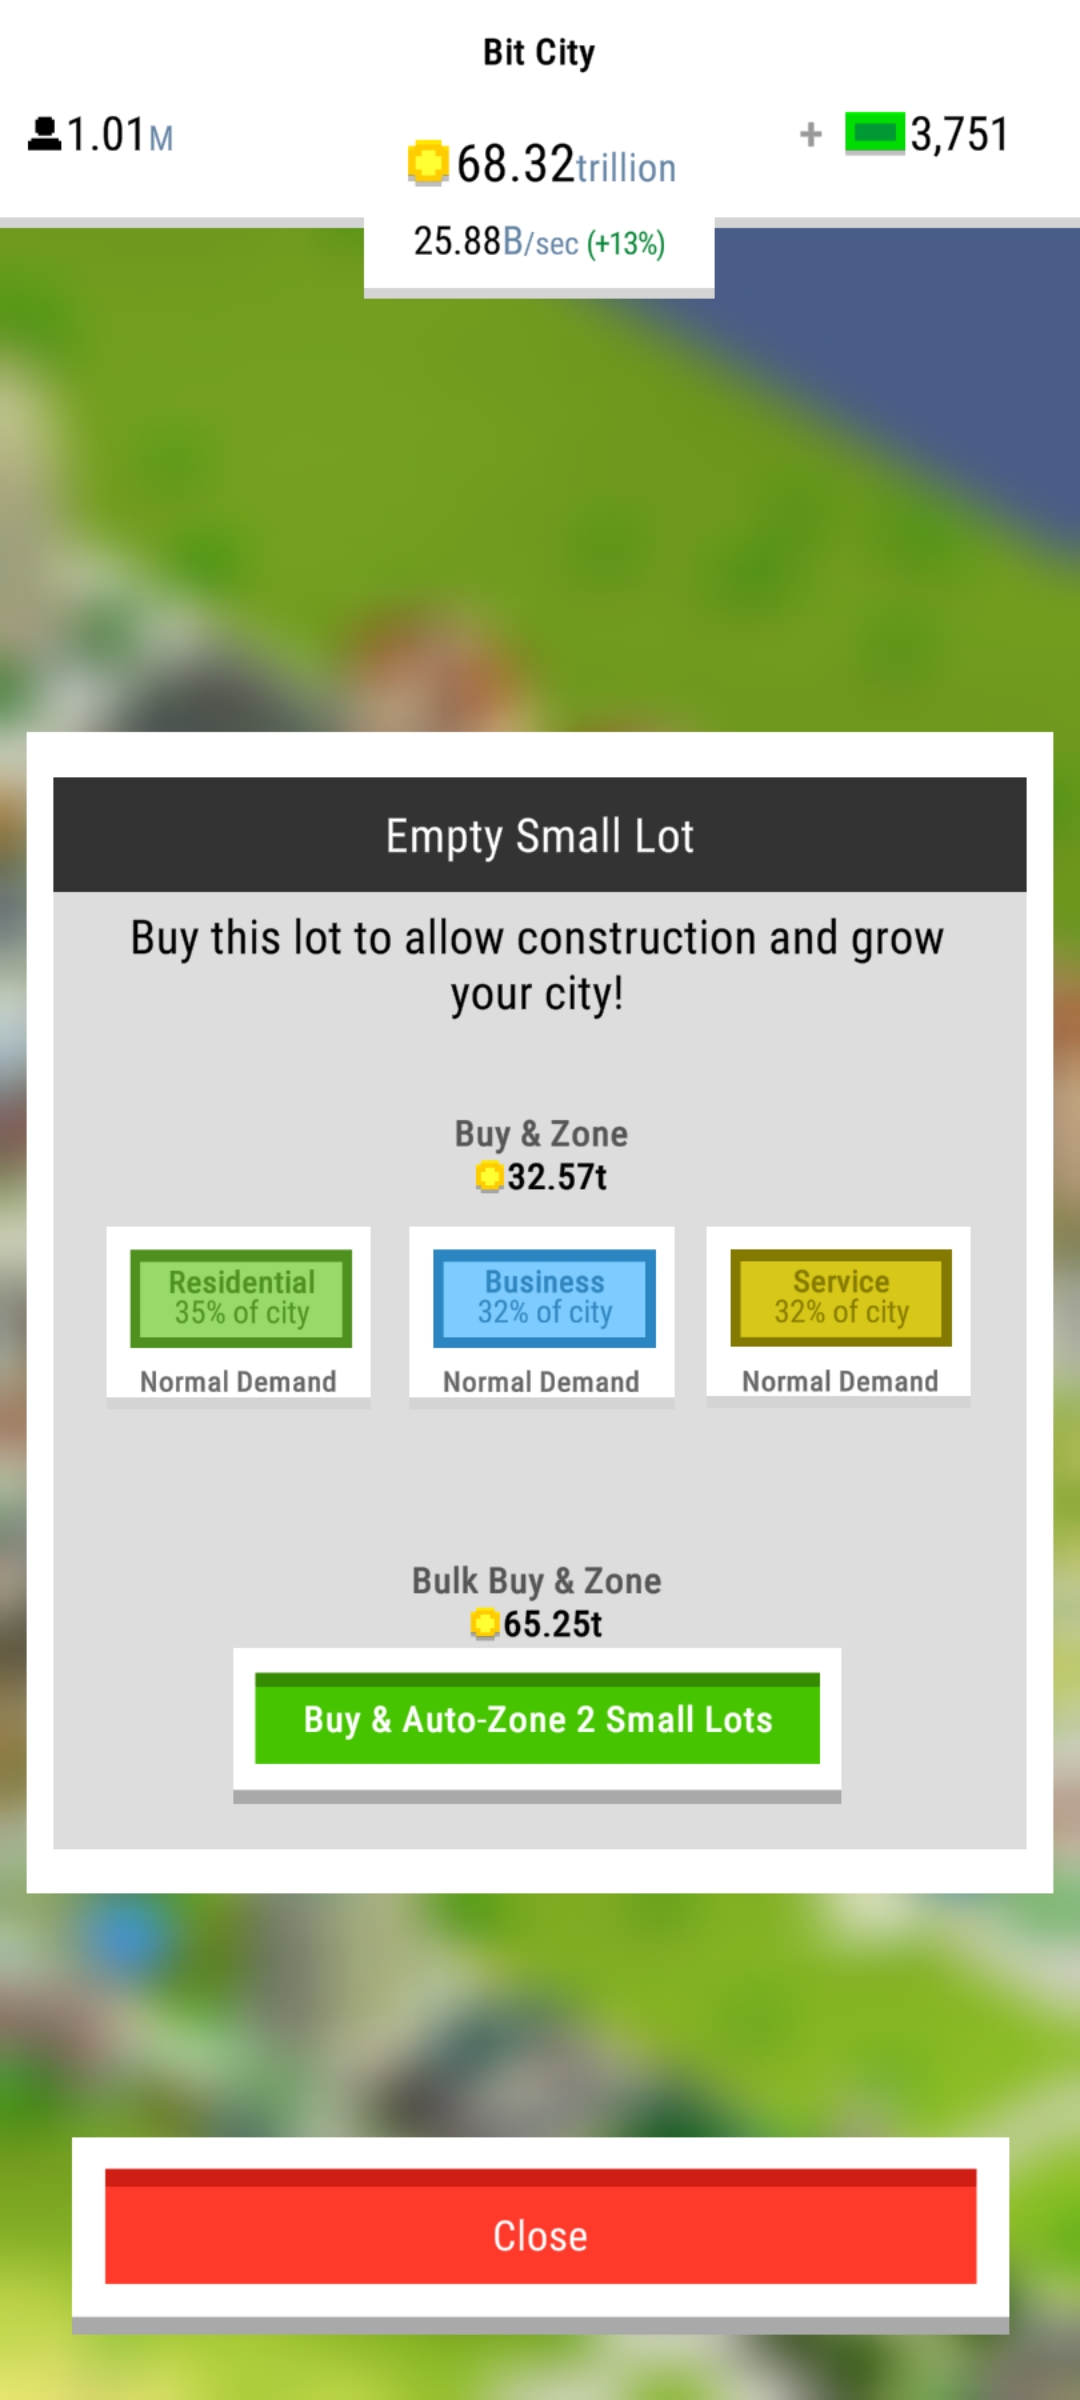 Bit City
1.01M
68.32trillion
+ 3,751
25.88B/sec (+13%)
Empty Small Lot
Buy this lot to allow construction and grow
your city!
Buy & Zone
32.57t
Residential
35% of city
Normal Demand
Business
32% of city
Normal Demand
Service
32% of city
Normal Demand
Bulk Buy & Zone
65.25t
Buy & Auto-Zone 2 Small Lots
Close